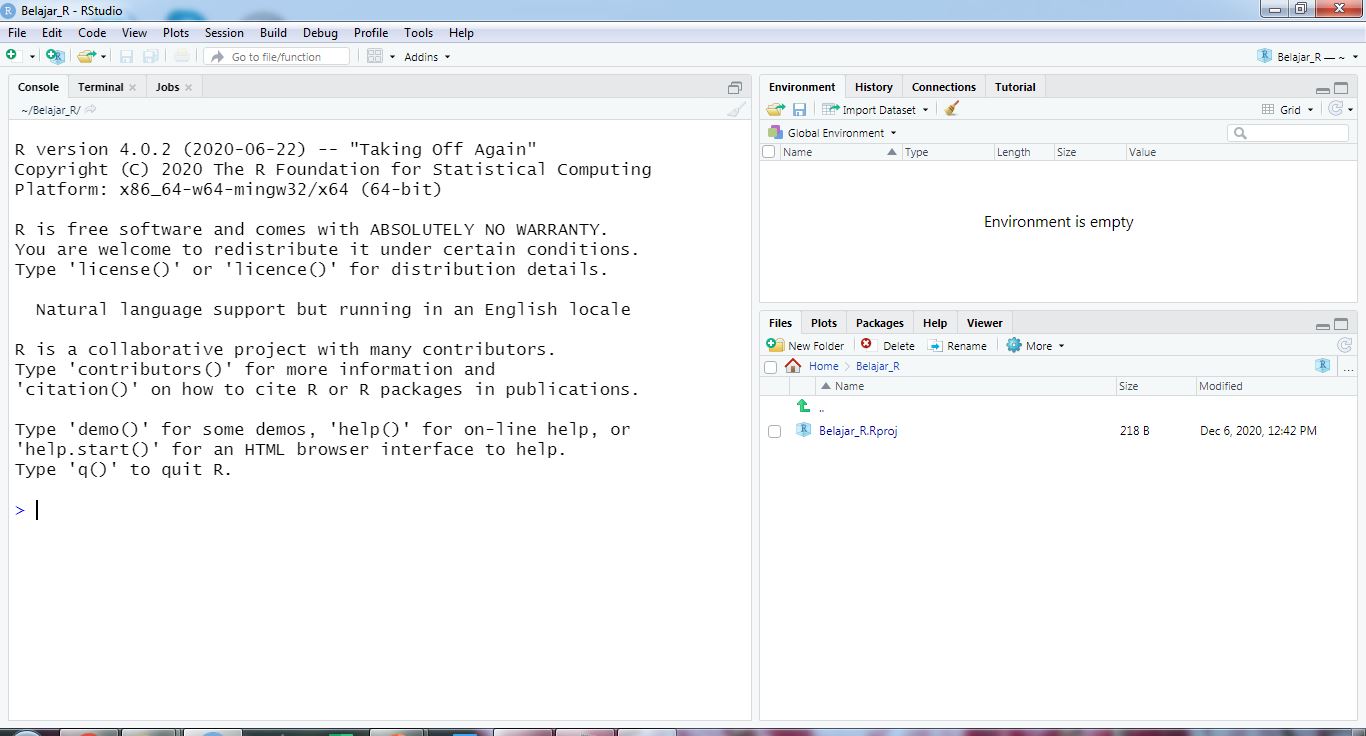 Belajar_R - RStudio
File Edit Code View Plots Session Build Debug Profile Tools Help
Go to file/function Addins Belajar_R — ~
Console Terminal Jobs
~/Belajar_R/
R version 4.0.2 (2020-06-22) -- "Taking Off Again"
Copyright (C) 2020 The R Foundation for Statistical Computing
Platform: x86_64-w64-mingw32/x64 (64-bit)
R is free software and comes with ABSOLUTELY NO WARRANTY.
You are welcome to redistribute it under certain conditions.
Type 'license()' or 'licence()' for distribution details.
Natural language support but running in an English locale
R is a collaborative project with many contributors.
Type 'contributors()' for more information and
'citation()' on how to cite R or R packages in publications.
Type 'demo()' for some demos, 'help()' for on-line help, or
'help.start()' for an HTML browser interface to help.
Type 'q()' to quit R.
>
Environment History Connections Tutorial
Import Dataset Grid
Global Environment
Name Type Length Size Value
Environment is empty
Files Plots Packages Help Viewer
New Folder Delete Rename More
Home Belajar_R ...
Name Size Modified
..
Belajar_R.Rproj 218 B Dec 6, 2020, 12:42 PM